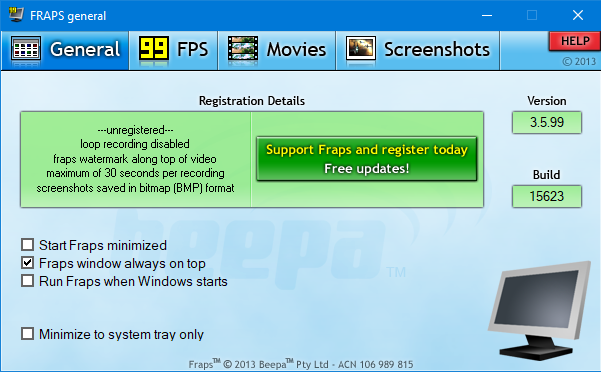 FRAPS general
General
99 FPS
Movies
Screenshots
HELP
© 2013
Registration Details
---unregistered---
loop recording disabled
fraps watermark along top of video
maximum of 30 seconds per recording
screenshots saved in bitmap (BMP) format
Support Fraps and register today
Free updates!
Version
3.5.99
Build
15623
beepa™
Start Fraps minimized
Fraps window always on top
Run Fraps when Windows starts
Minimize to system tray only
Fraps™ © 2013 Beepa™ Pty Ltd - ACN 106 989 815